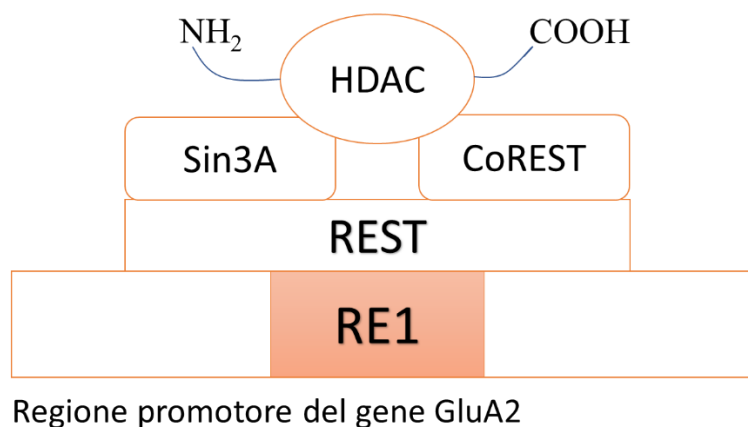 NH2
COOH
HDAC
Sin3A
CoREST
REST
RE1
Regione promotore del gene GluA2